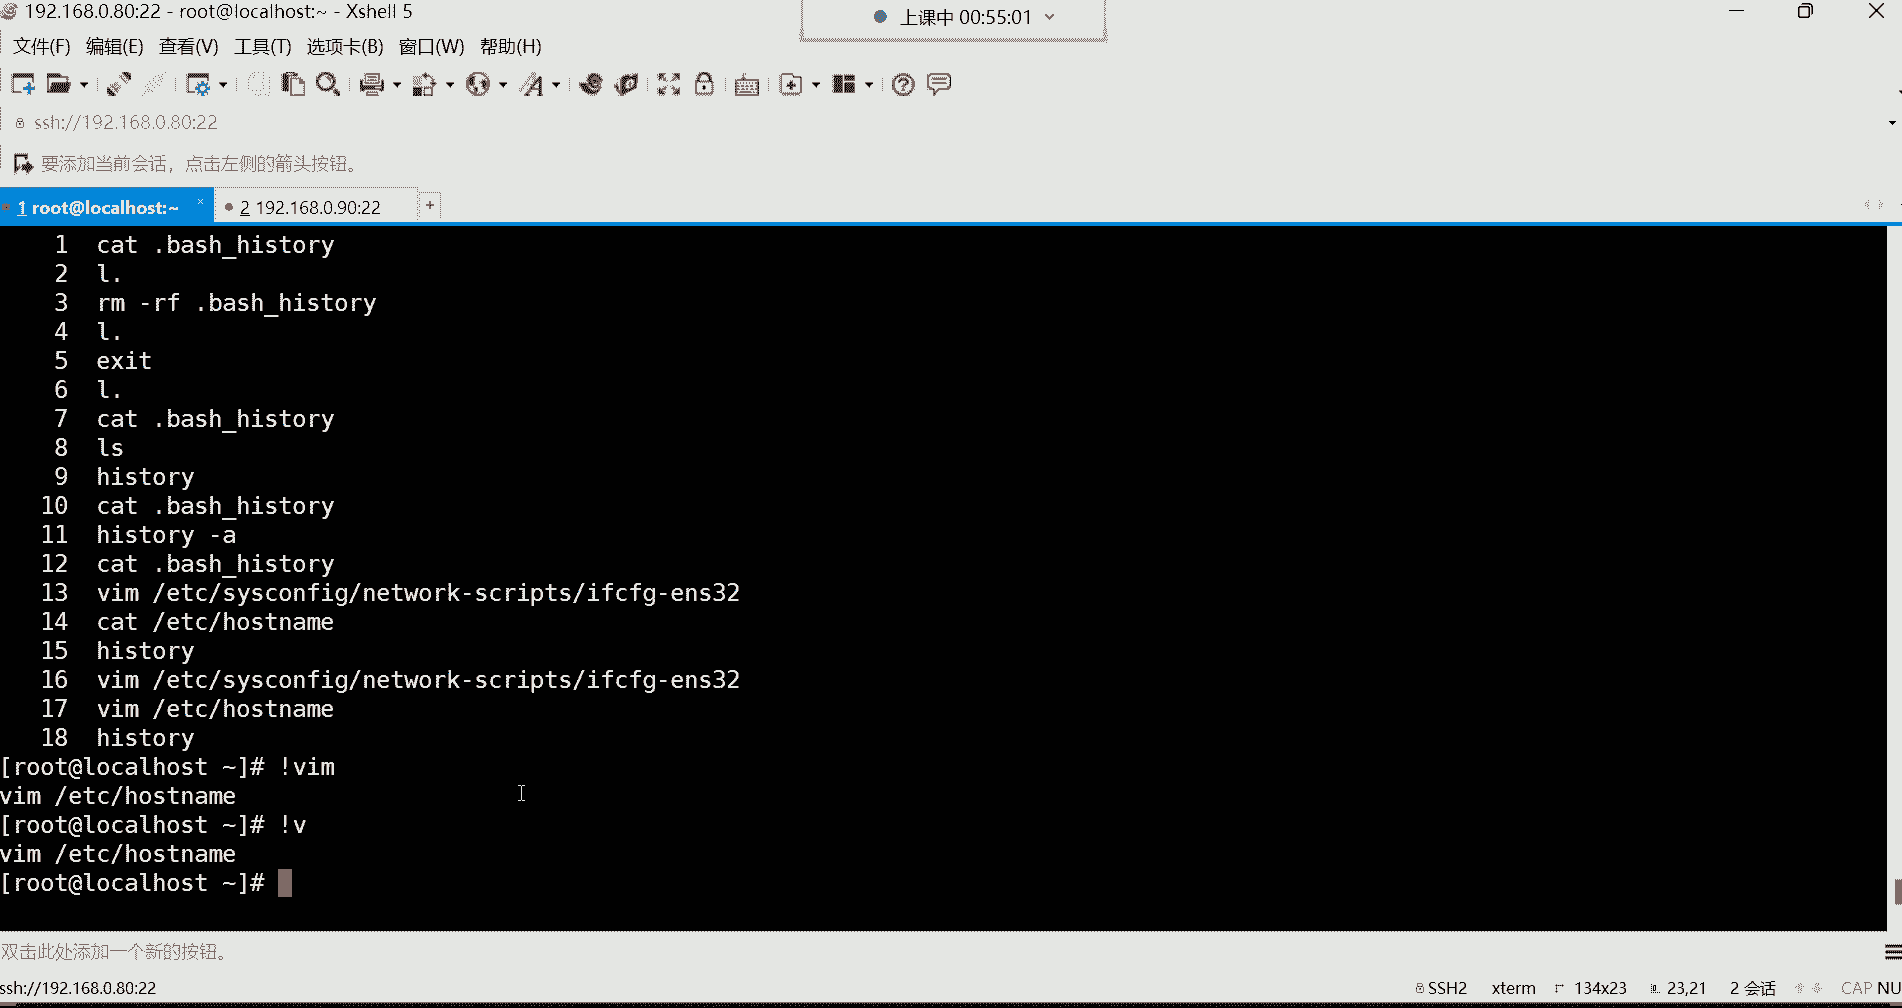 192.168.0.80:22 - root@localhost:~ - Xshell 5
上课中 00:55:01
文件(F) 编辑(E) 查看(V) 工具(T) 选项卡(B) 窗口(W) 帮助(H)
ssh://192.168.0.80:22
要添加当前会话，点击左侧的箭头按钮。
1 root@localhost:~ × 2 192.168.0.90:22 +
1 cat .bash_history
2 l.
3 rm -rf .bash_history
4 l.
5 exit
6 l.
7 cat .bash_history
8 ls
9 history
10 cat .bash_history
11 history -a
12 cat .bash_history
13 vim /etc/sysconfig/network-scripts/ifcfg-ens32
14 cat /etc/hostname
15 history
16 vim /etc/sysconfig/network-scripts/ifcfg-ens32
17 vim /etc/hostname
18 history
[root@localhost ~]# !vim
vim /etc/hostname
[root@localhost ~]# !v
vim /etc/hostname
[root@localhost ~]#
双击此处添加一个新的按钮。
ssh://192.168.0.80:22 SSH2 xterm 134x23 23,21 2 会话 CAP NU